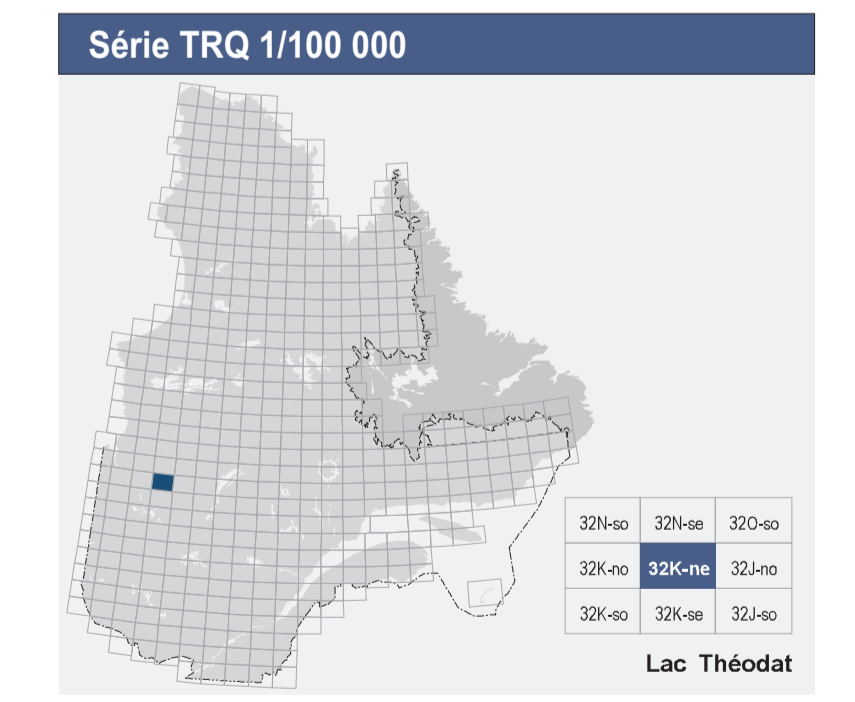 Série TRQ 1/100 000
32N-so 32N-se 32O-so
32K-no 32K-ne 32J-no
32K-so 32K-se 32J-so
Lac Théodat